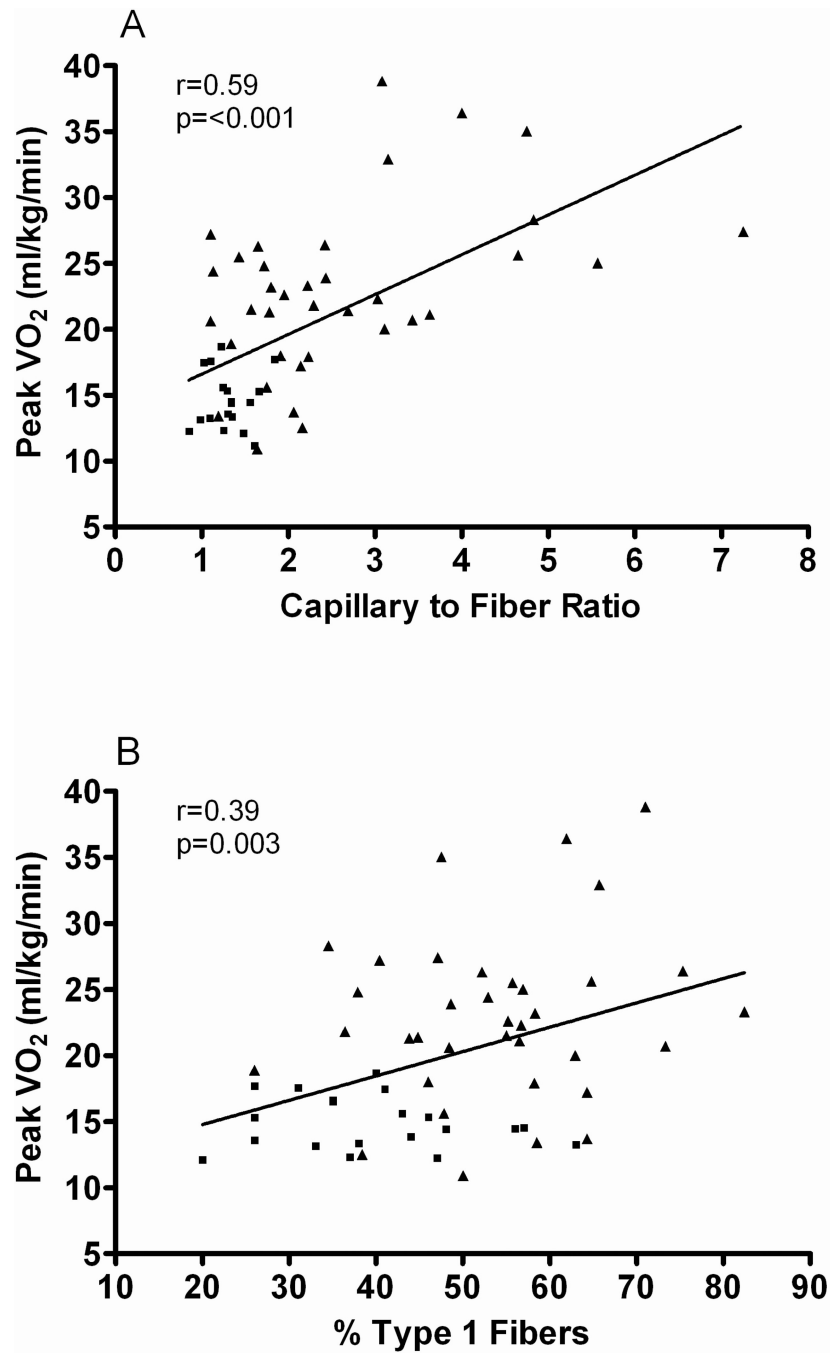 A
r=0.59
p=<0.001
40
35
30
25
20
15
10
5
Peak VO2 (ml/kg/min)
0 1 2 3 4 5 6 7 8
Capillary to Fiber Ratio
B
r=0.39
p=0.003
40
35
30
25
20
15
10
5
Peak VO2 (ml/kg/min)
10 20 30 40 50 60 70 80 90
% Type 1 Fibers